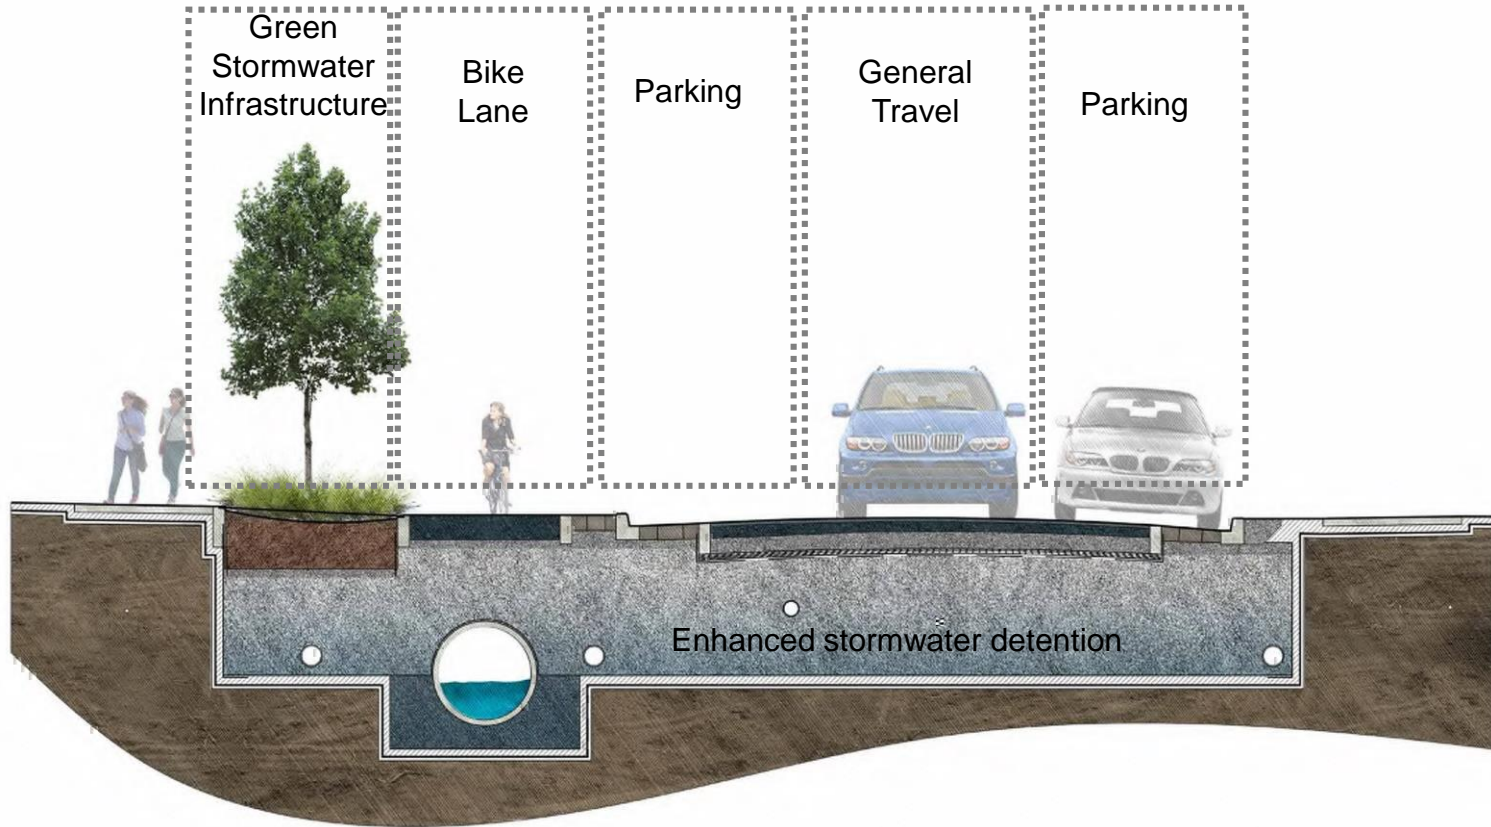 Green
Stormwater
Infrastructure
Bike
Lane
Parking
General
Travel
Parking
Enhanced stormwater detention